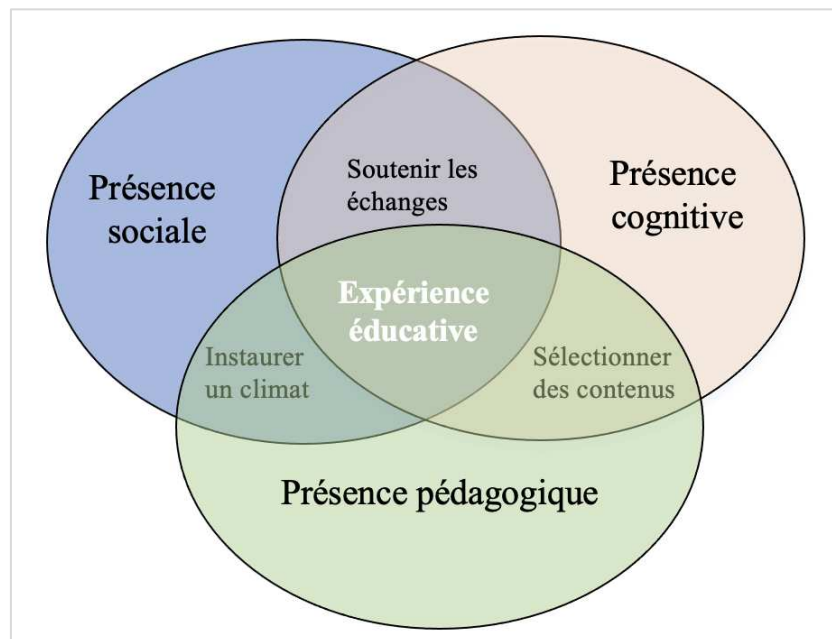 Présence
sociale
Soutenir les
échanges
Présence
cognitive
Expérience
éducative
Instaurer
un climat
Sélectionner
des contenus
Présence pédagogique